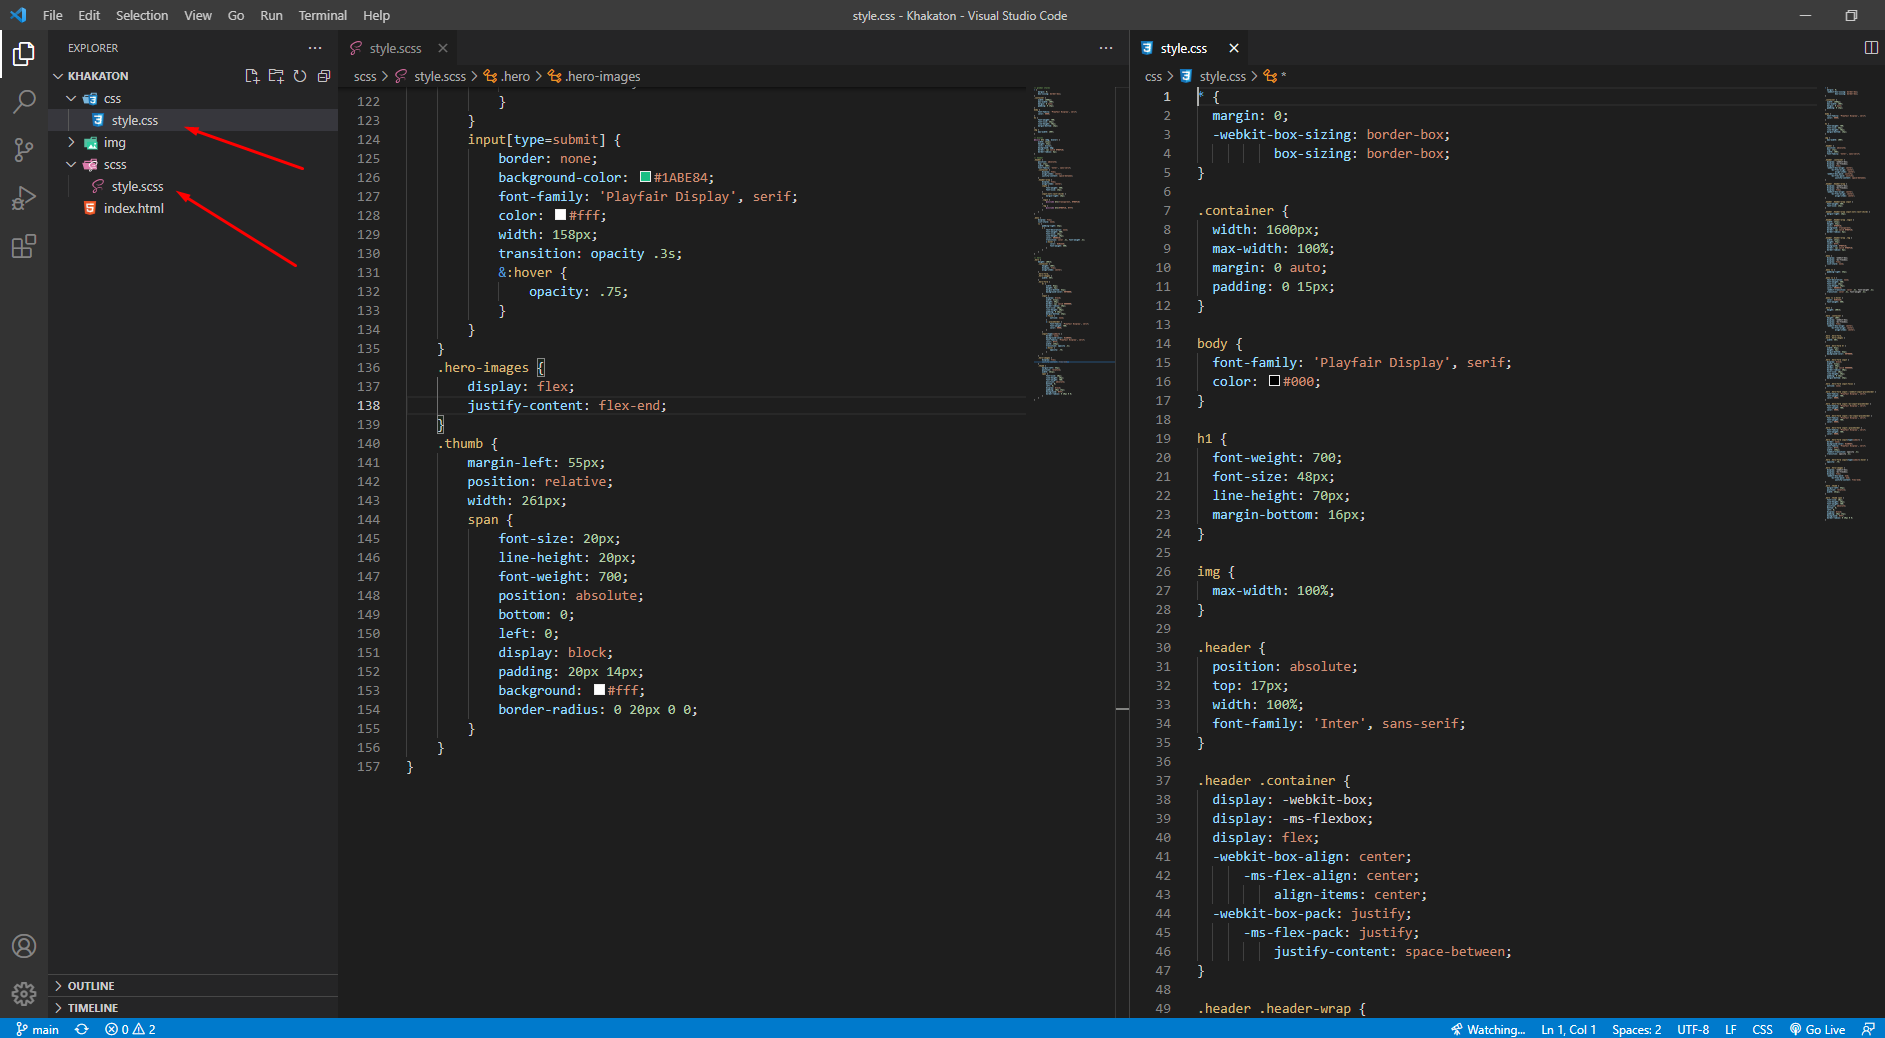 File Edit Selection View Go Run Terminal Help
style.css - Khakaton - Visual Studio Code
EXPLORER
KHAKATON
css
style.css
img
scss
style.scss
index.html
OUTLINE
TIMELINE
style.scss
scss > style.scss > .hero > .hero-images
122 }
123 }
124 input[type=submit] {
125 border: none;
126 background-color: #1ABE84;
127 font-family: 'Playfair Display', serif;
128 color: #fff;
129 width: 158px;
130 transition: opacity .3s;
131 &:hover {
132 opacity: .75;
133 }
134 }
135 }
136 .hero-images {
137 display: flex;
138 justify-content: flex-end;
139 }
140 .thumb {
141 margin-left: 55px;
142 position: relative;
143 width: 261px;
144 span {
145 font-size: 20px;
146 line-height: 20px;
147 font-weight: 700;
148 position: absolute;
149 bottom: 0;
150 left: 0;
151 display: block;
152 padding: 20px 14px;
153 background: #fff;
154 border-radius: 0 20px 0 0;
155 }
156 }
157 }
style.css
css > style.css > *
1 * {
2 margin: 0;
3 -webkit-box-sizing: border-box;
4 box-sizing: border-box;
5 }
6
7 .container {
8 width: 1600px;
9 max-width: 100%;
10 margin: 0 auto;
11 padding: 0 15px;
12 }
13
14 body {
15 font-family: 'Playfair Display', serif;
16 color: #000;
17 }
18
19 h1 {
20 font-weight: 700;
21 font-size: 48px;
22 line-height: 70px;
23 margin-bottom: 16px;
24 }
25
26 img {
27 max-width: 100%;
28 }
29
30 .header {
31 position: absolute;
32 top: 17px;
33 width: 100%;
34 font-family: 'Inter', sans-serif;
35 }
36
37 .header .container {
38 display: -webkit-box;
39 display: -ms-flexbox;
40 display: flex;
41 -webkit-box-align: center;
42 -ms-flex-align: center;
43 align-items: center;
44 -webkit-box-pack: justify;
45 -ms-flex-pack: justify;
46 justify-content: space-between;
47 }
48
49 .header .header-wrap {
main 0 2
Watching... Ln 1, Col 1 Spaces: 2 UTF-8 LF CSS Go Live